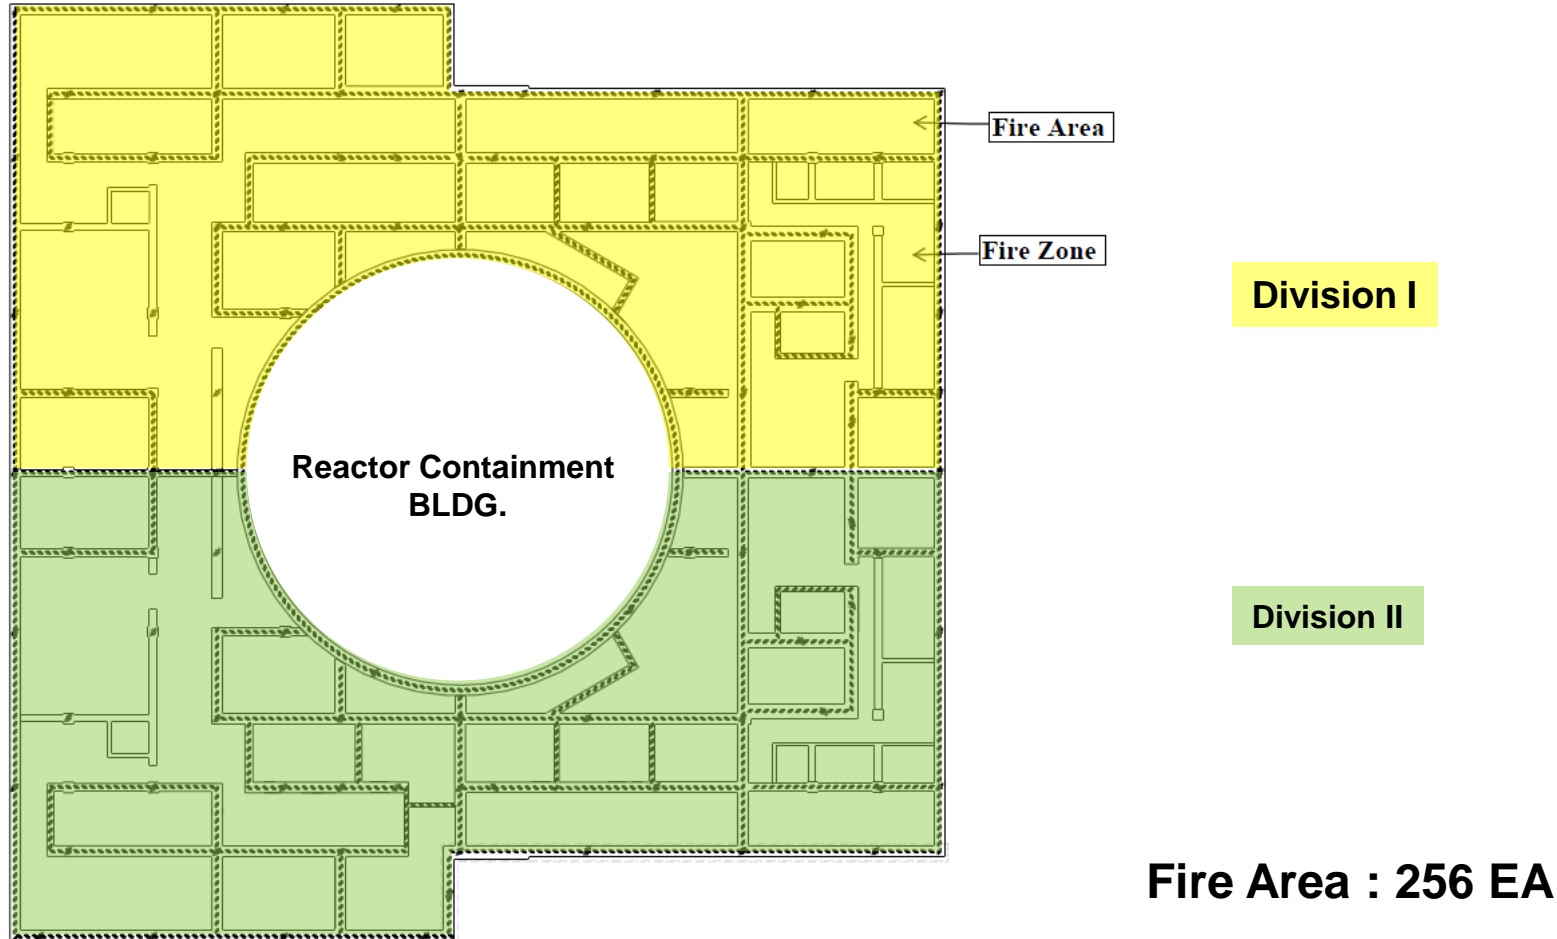 Fire Area
Fire Zone
Division I
Reactor Containment
BLDG.
Division II
Fire Area : 256 EA